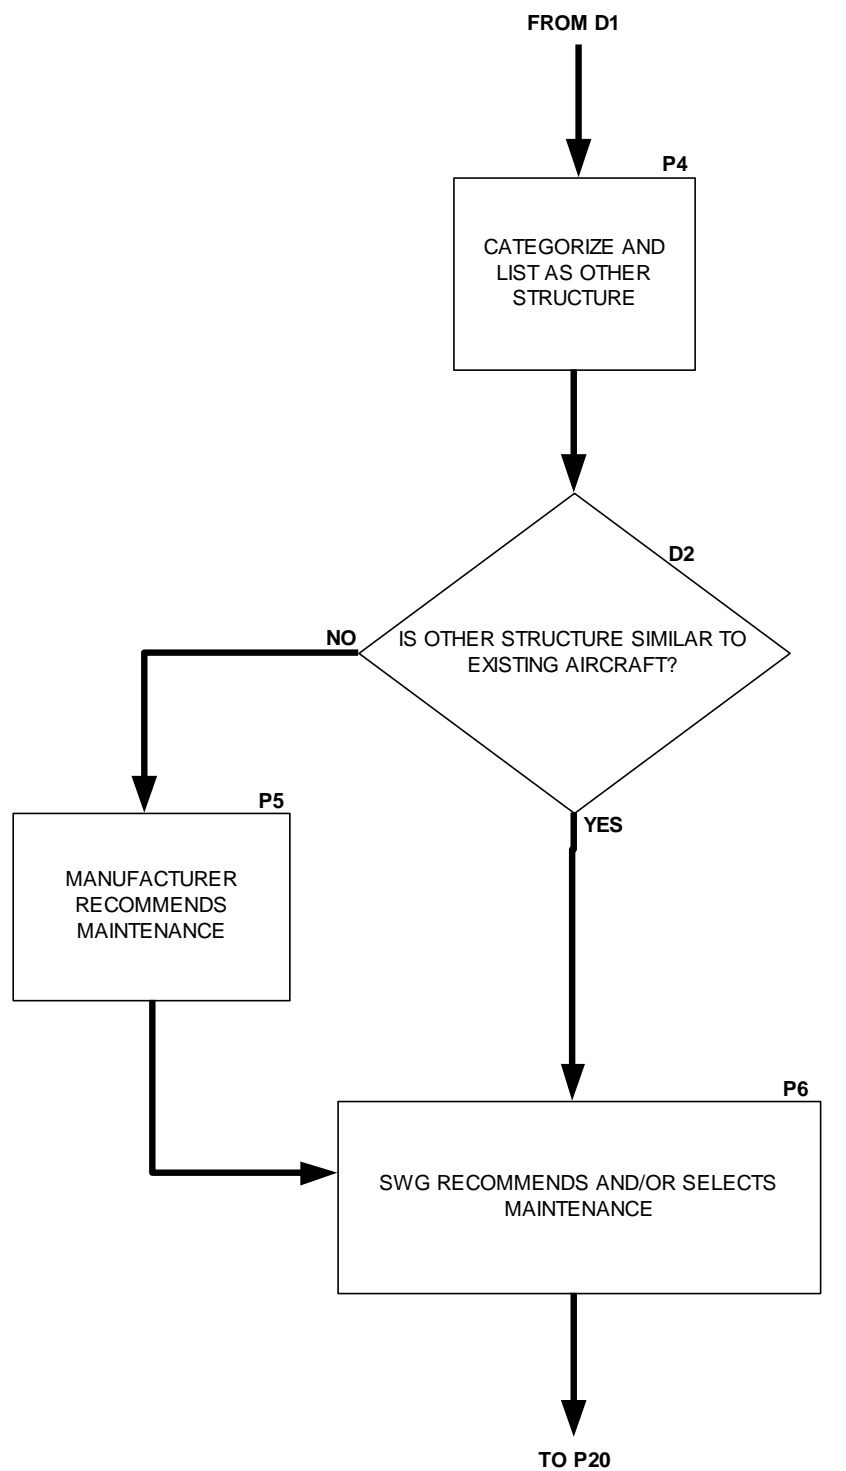 FROM D1
P4
CATEGORIZE AND
LIST AS OTHER
STRUCTURE
D2
NO
IS OTHER STRUCTURE SIMILAR TO
EXISTING AIRCRAFT?
P5
YES
MANUFACTURER
RECOMMENDS
MAINTENANCE
P6
SWG RECOMMENDS AND/OR SELECTS
MAINTENANCE
TO P20